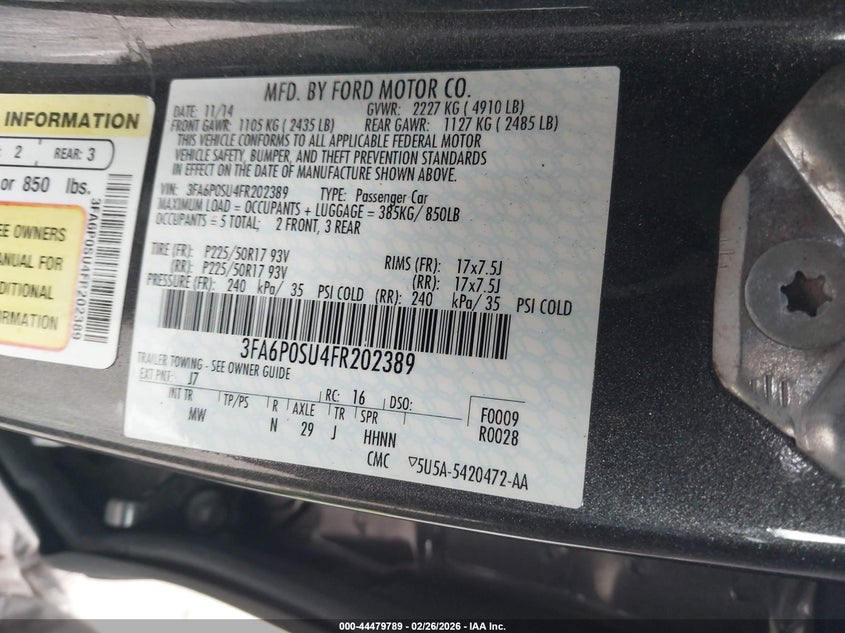 INFORMATION
2 REAR: 3
or 850 lbs.
EE OWNERS
ANUAL FOR
DITIONAL
ORMATION
3FA6P0SU4FR202389
MFD. BY FORD MOTOR CO.
DATE: 11/14 GVWR: 2227 KG ( 4910 LB)
FRONT GAWR: 1105 KG ( 2435 LB) REAR GAWR: 1127 KG ( 2485 LB)
THIS VEHICLE CONFORMS TO ALL APPLICABLE FEDERAL MOTOR
VEHICLE SAFETY, BUMPER, AND THEFT PREVENTION STANDARDS
IN EFFECT ON THE DATE OF MANUFACTURE SHOWN ABOVE.
VIN: 3FA6P0SU4FR202389 TYPE: Passenger Car
MAXIMUM LOAD = OCCUPANTS + LUGGAGE = 385KG/ 850LB
OCCUPANTS = 5 TOTAL; 2 FRONT, 3 REAR
TIRE (FR): P225/50R17 93V RIMS (FR): 17x7.5J
(RR): P225/50R17 93V (RR): 17x7.5J
PRESSURE (FR): 240 kPa/ 35 PSI COLD (RR): 240 kPa/ 35 PSI COLD
3FA6P0SU4FR202389
TRAILER TOWING - SEE OWNER GUIDE
EXT PNT: J7 RC: 16 DSO: F0009
INT TR TP/PS R AXLE TR SPR R0028
MW N 29 J HHNN
CMC ▽5U5A-5420472-AA
000-44479789 - 02/26/2026 - IAA Inc.